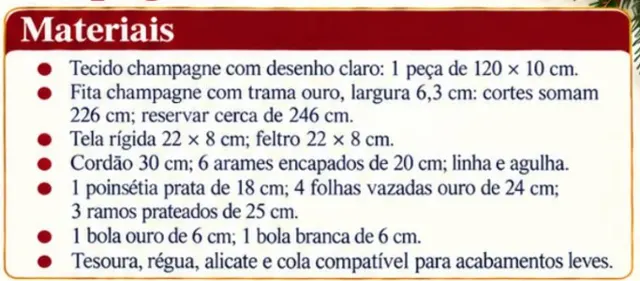 Materiais
• Tecido champagne com desenho claro: 1 peça de 120 × 10 cm.
• Fita champagne com trama ouro, largura 6,3 cm: cortes somam
226 cm; reservar cerca de 246 cm.
• Tela rígida 22 × 8 cm; feltro 22 × 8 cm.
• Cordão 30 cm; 6 arames encapados de 20 cm; linha e agulha.
• 1 poinsétia prata de 18 cm; 4 folhas vazadas ouro de 24 cm;
3 ramos prateados de 25 cm.
• 1 bola ouro de 6 cm; 1 bola branca de 6 cm.
• Tesoura, régua, alicate e cola compatível para acabamentos leves.